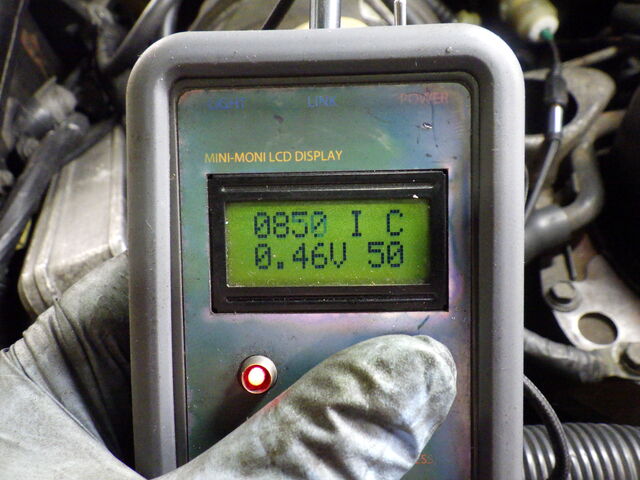 LIGHT LINK POWER
MINI-MONI LCD DISPLAY
0850 I C
0.46V 50